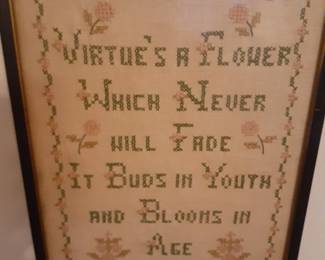 Virtue's a Flower
Which Never
will Fade
It Buds in Youth
and Blooms in
Age